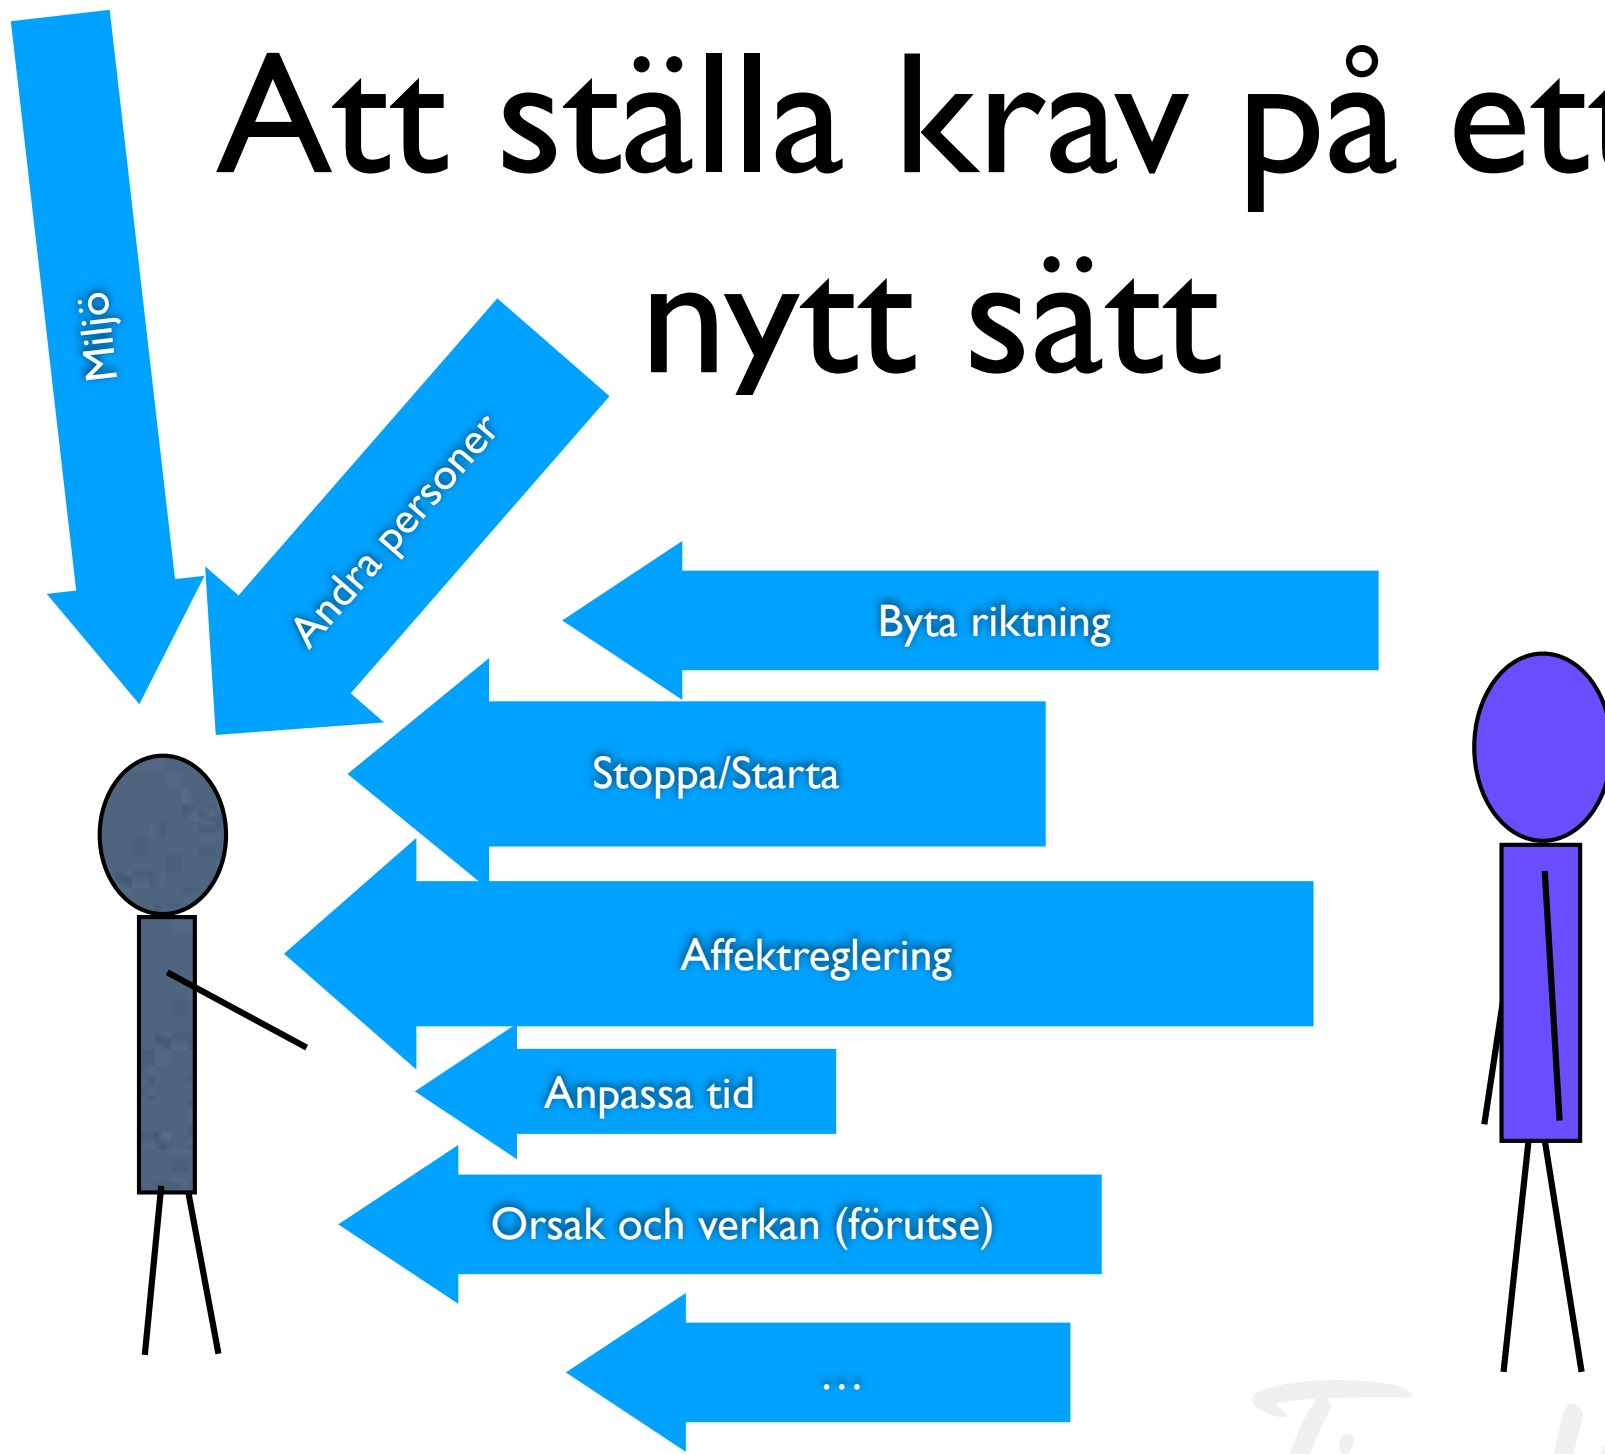 Att ställa krav på ett
nytt sätt
Miljö
Andra personer
Byta riktning
Stoppa/Starta
Affektreglering
Anpassa tid
Orsak och verkan (förutse)
…